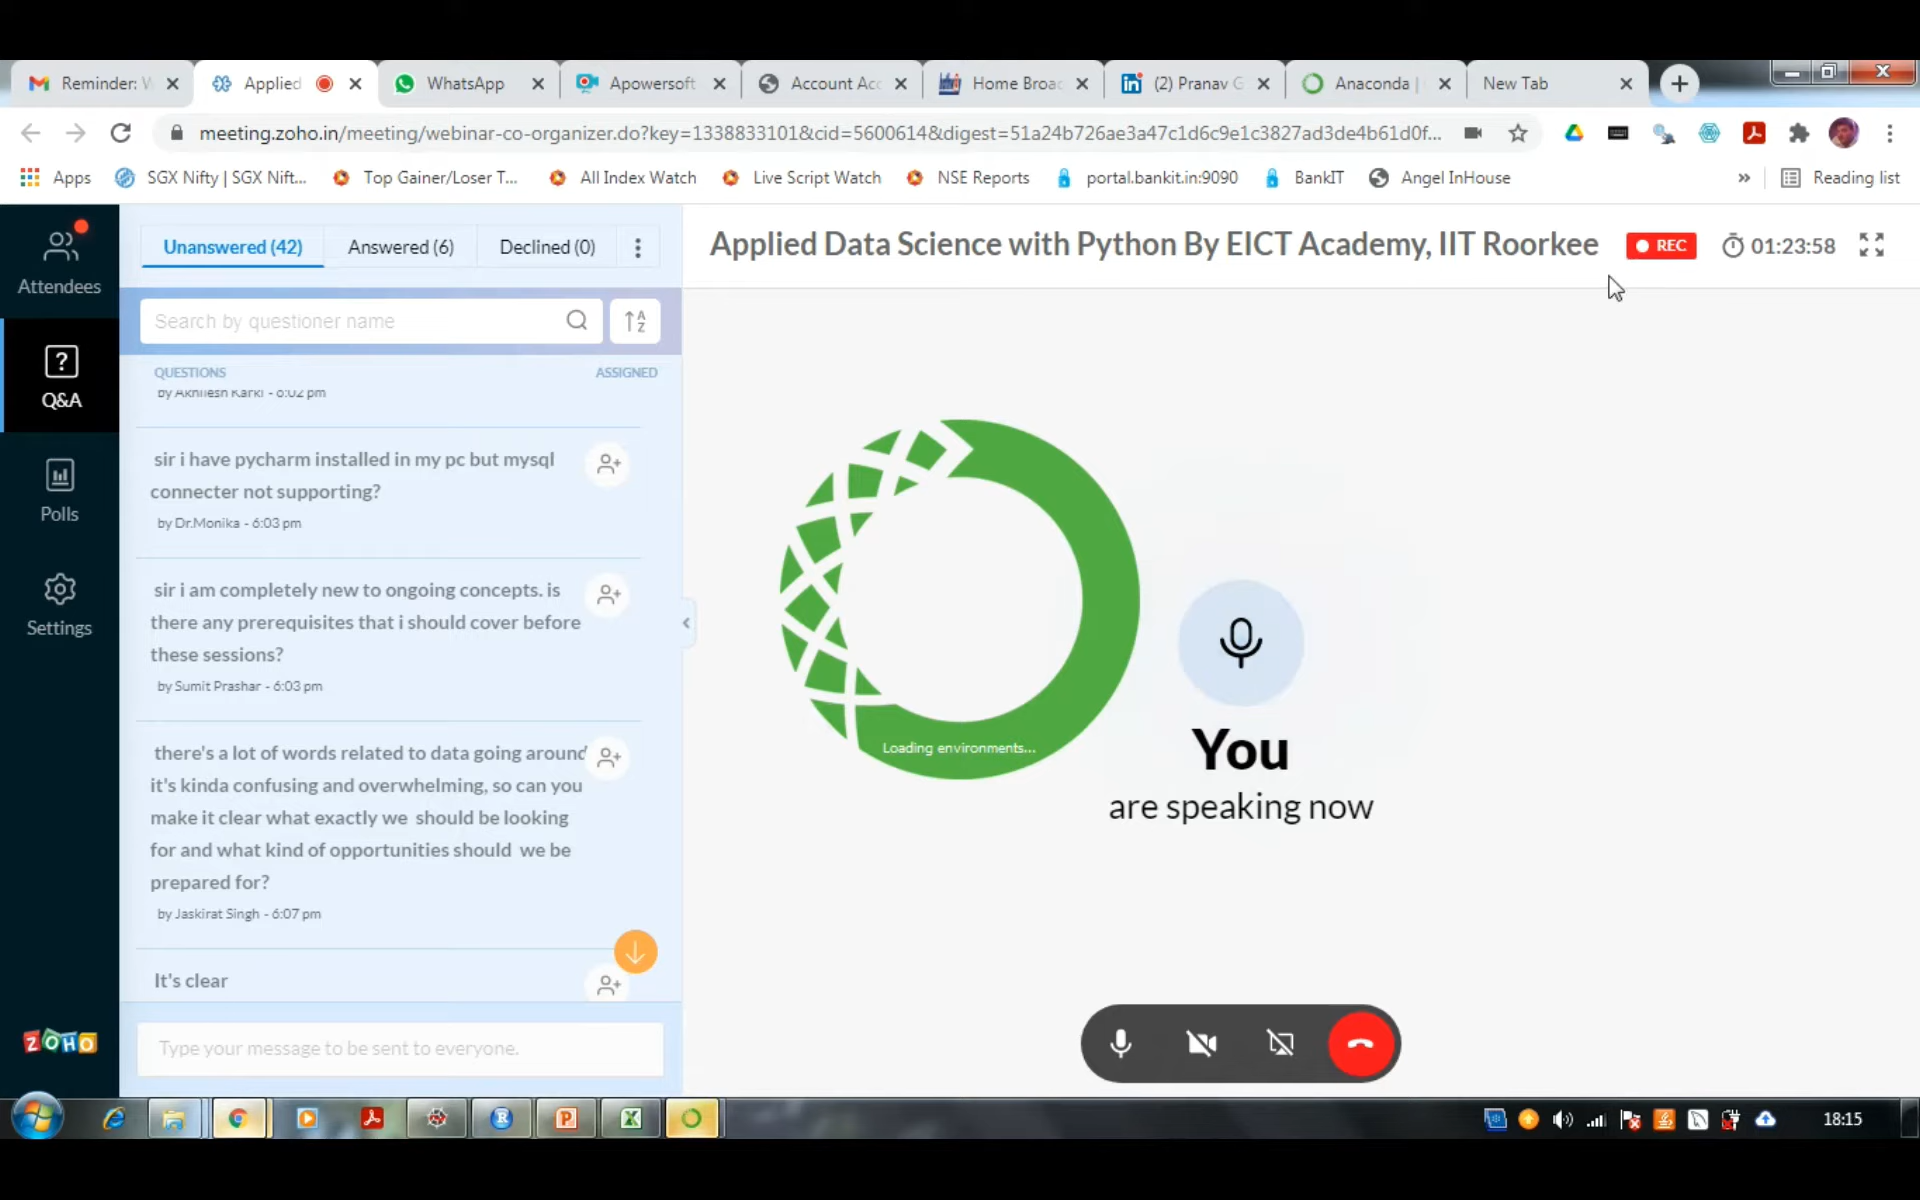 Reminder: W
Applied
WhatsApp
Apowersoft
Account Acc
Home Broad
(2) Pranav G
Anaconda |
New Tab
meeting.zoho.in/meeting/webinar-co-organizer.do?key=1338833101&cid=5600614&digest=51a24b726ae3a47c1d6c9e1c3827ad3de4b61d0f...
Apps
SGX Nifty | SGX Nift...
Top Gainer/Loser T...
All Index Watch
Live Script Watch
NSE Reports
portal.bankit.in:9090
BankIT
Angel InHouse
»
Reading list
Attendees
Q&A
Polls
Settings
ZOHO
Unanswered (42)
Answered (6)
Declined (0)
Search by questioner name
QUESTIONS
ASSIGNED
by Akhilesh Karki - 6:02 pm
sir i have pycharm installed in my pc but mysql
connecter not supporting?
by Dr.Monika - 6:03 pm
sir i am completely new to ongoing concepts. is
there any prerequisites that i should cover before
these sessions?
by Sumit Prashar - 6:03 pm
there's a lot of words related to data going around
it's kinda confusing and overwhelming, so can you
make it clear what exactly we should be looking
for and what kind of opportunities should we be
prepared for?
by Jaskirat Singh - 6:07 pm
It's clear
Type your message to be sent to everyone.
Applied Data Science with Python By EICT Academy, IIT Roorkee
REC
01:23:58
Loading environments...
You
are speaking now
18:15